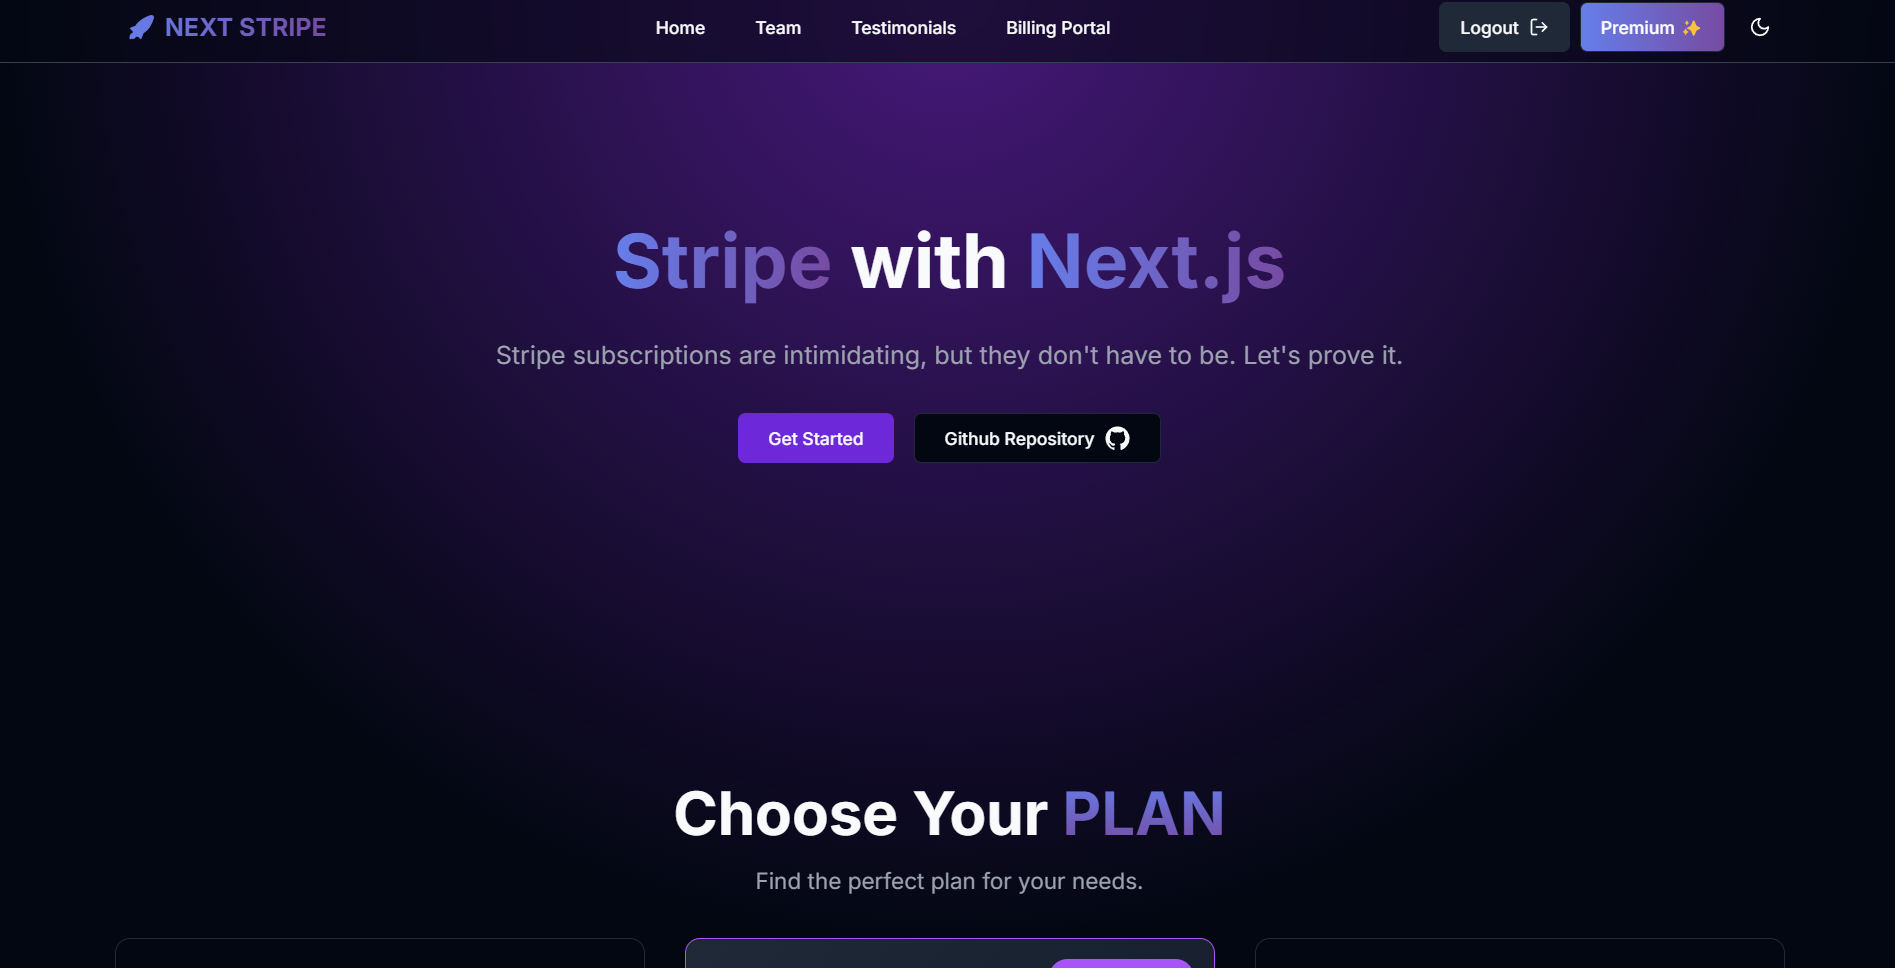 NEXT STRIPE
Home
Team
Testimonials
Billing Portal
Logout
Premium ✨
Stripe with Next.js
Stripe subscriptions are intimidating, but they don't have to be. Let's prove it.
Get Started
Github Repository
Choose Your PLAN
Find the perfect plan for your needs.